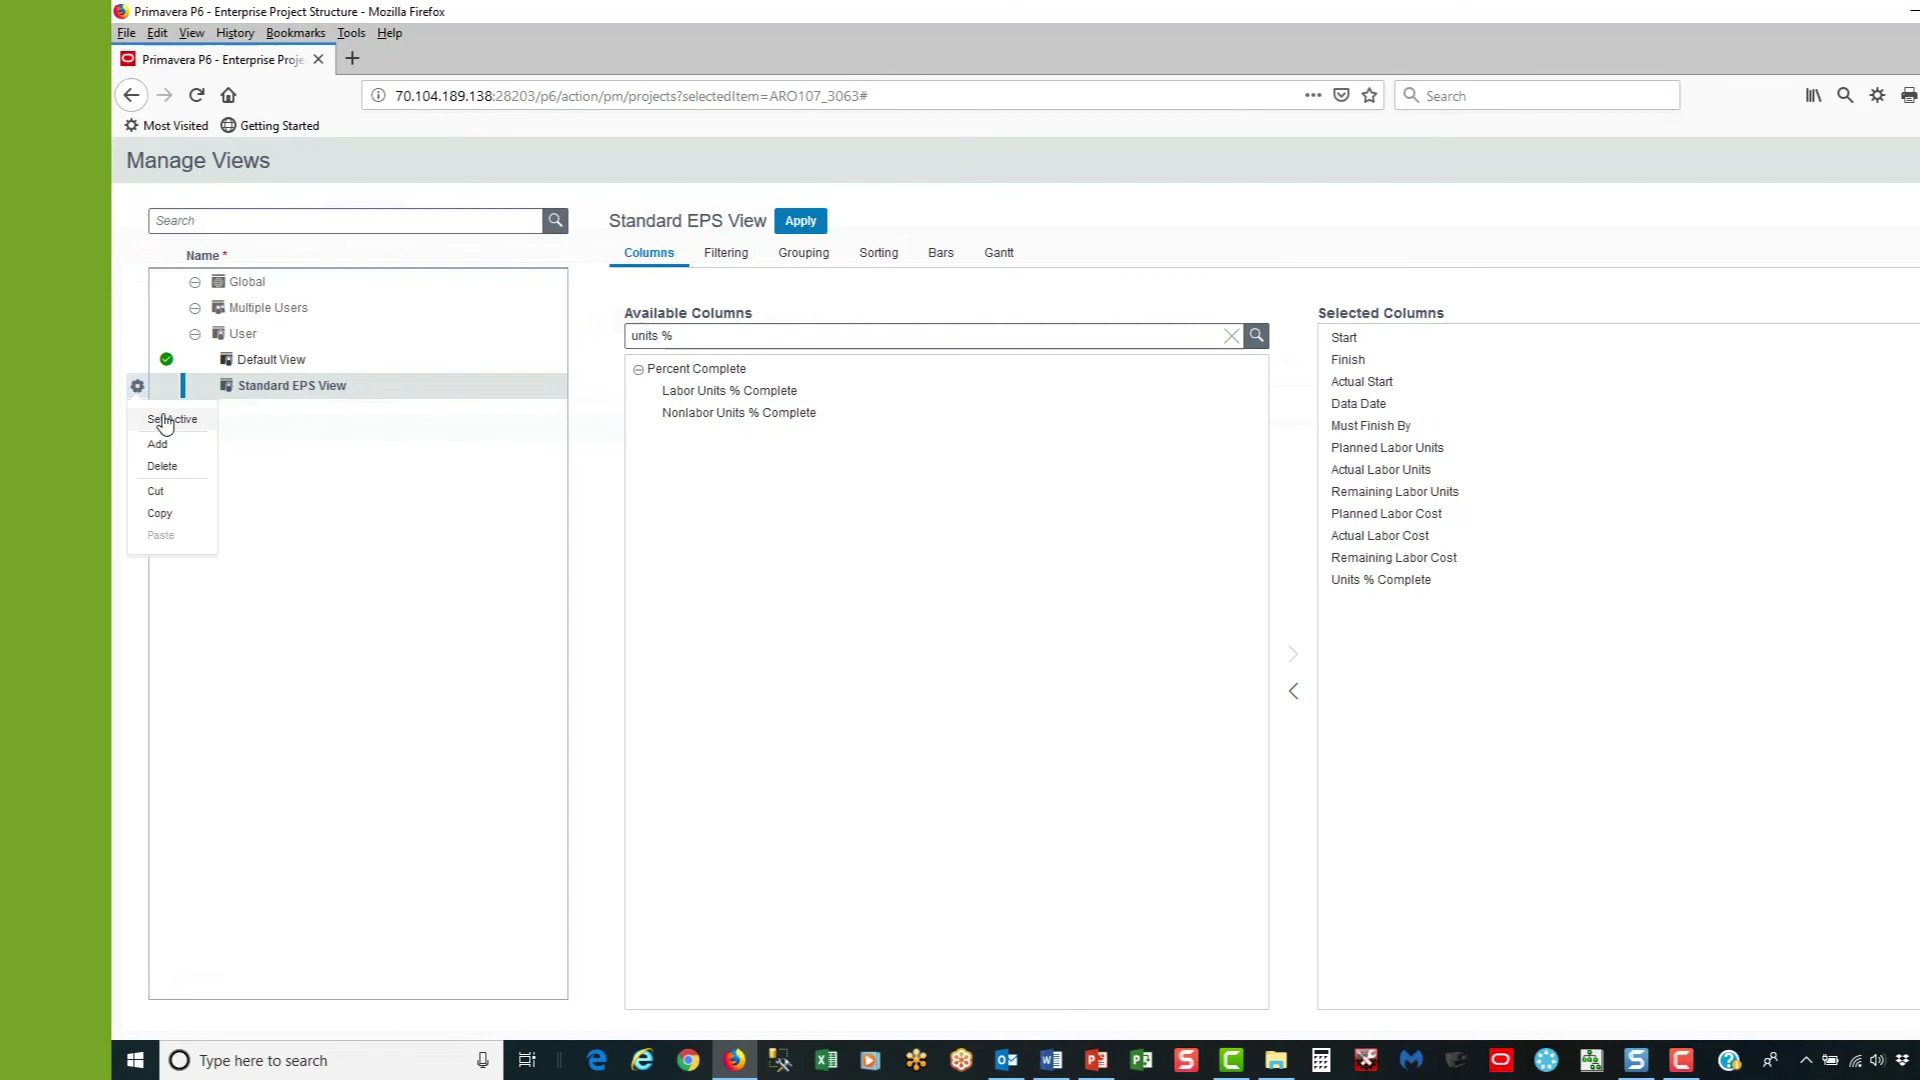 Primavera P6 - Enterprise Project Structure - Mozilla Firefox
File Edit View History Bookmarks Tools Help
Primavera P6 - Enterprise Proje
70.104.189.138:28203/p6/action/pm/projects?selectedItem=ARO107_3063#
Search
Most Visited Getting Started
Manage Views
Search
Name *
Global
Multiple Users
User
Default View
Standard EPS View
Set Active
Add
Delete
Cut
Copy
Paste
Standard EPS View Apply
Columns Filtering Grouping Sorting Bars Gantt
Available Columns
units %
Percent Complete
Labor Units % Complete
Nonlabor Units % Complete
Selected Columns
Start
Finish
Actual Start
Data Date
Must Finish By
Planned Labor Units
Actual Labor Units
Remaining Labor Units
Planned Labor Cost
Actual Labor Cost
Remaining Labor Cost
Units % Complete
Type here to search